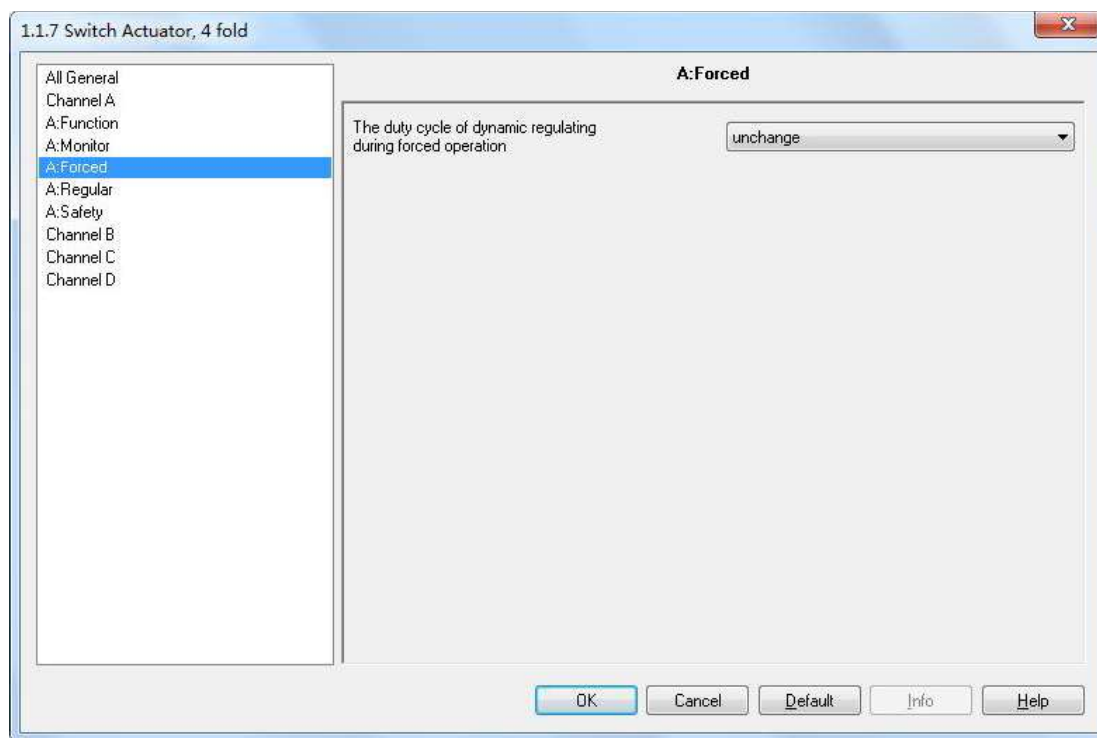 1.1.7 Switch Actuator, 4 fold
All General
Channel A
A:Function
A:Monitor
A:Forced
A:Regular
A:Safety
Channel B
Channel C
Channel D
A:Forced
The duty cycle of dynamic regulating
during forced operation
unchange
OK
Cancel
Default
Info
Help